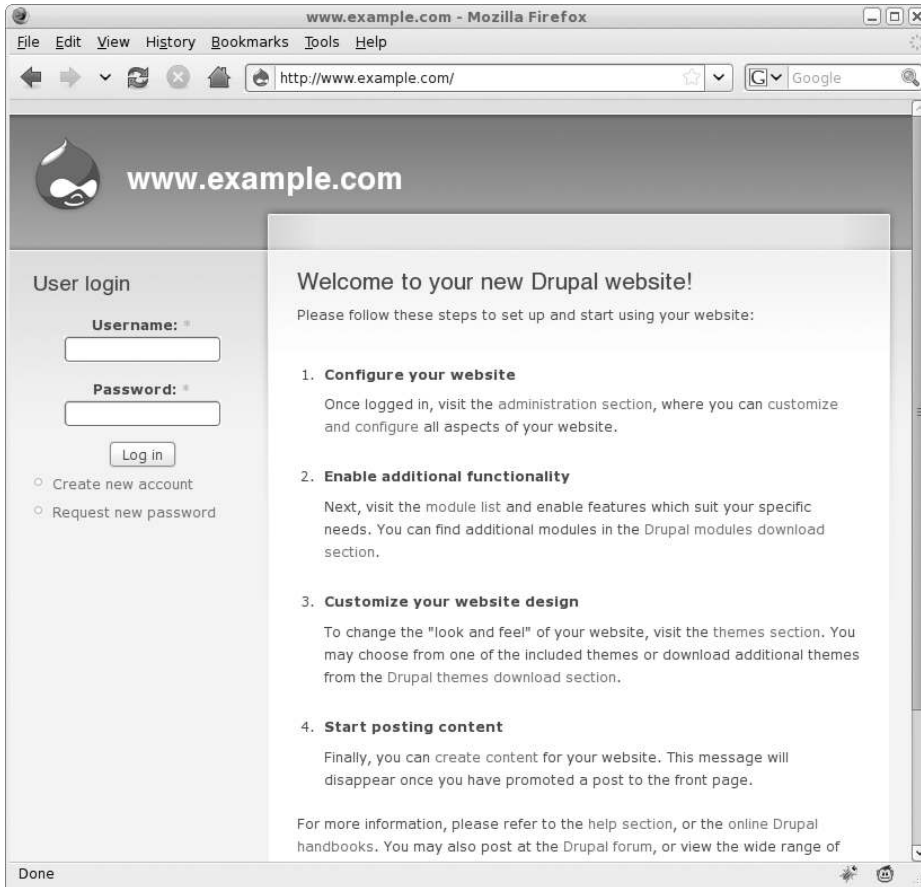 www.example.com - Mozilla Firefox
File Edit View History Bookmarks Tools Help
http://www.example.com/
G Google
www.example.com
User login
Username: *
Password: *
Log in
Create new account
Request new password
Welcome to your new Drupal website!
Please follow these steps to set up and start using your website:
1. Configure your website
Once logged in, visit the administration section, where you can customize
and configure all aspects of your website.
2. Enable additional functionality
Next, visit the module list and enable features which suit your specific
needs. You can find additional modules in the Drupal modules download
section.
3. Customize your website design
To change the "look and feel" of your website, visit the themes section. You
may choose from one of the included themes or download additional themes
from the Drupal themes download section.
4. Start posting content
Finally, you can create content for your website. This message will
disappear once you have promoted a post to the front page.
For more information, please refer to the help section, or the online Drupal
handbooks. You may also post at the Drupal forum, or view the wide range of
Done